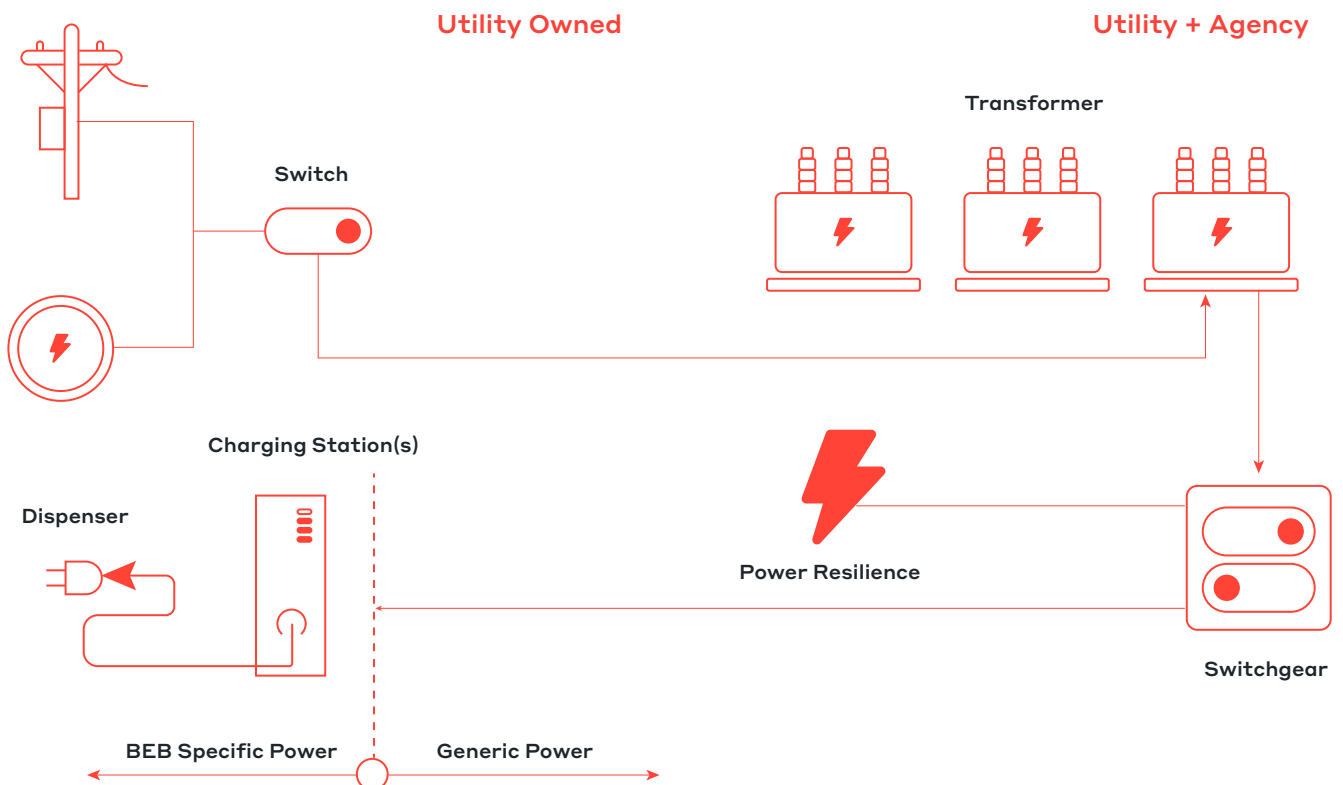 Utility Owned
Utility + Agency
Transformer
Switch
Charging Station(s)
Dispenser
Power Resilience
Switchgear
BEB Specific Power
Generic Power